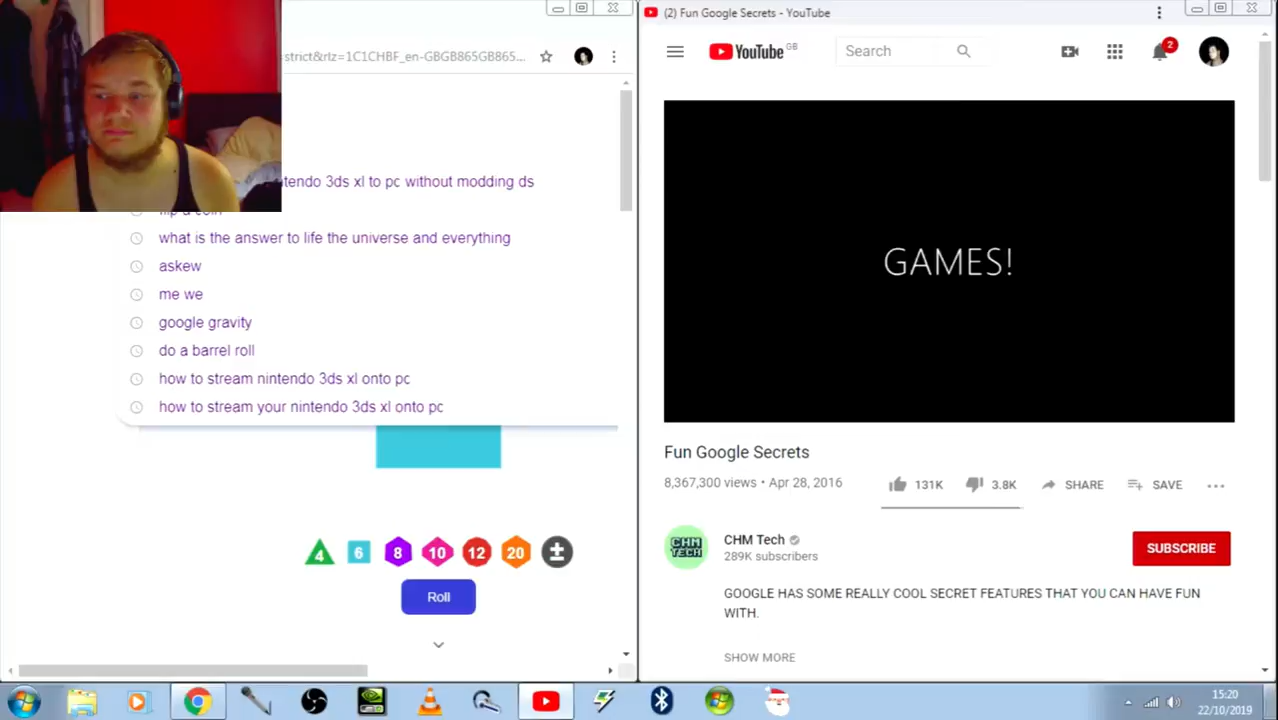 strict&rlz=1C1CHBF_en-GBGB865GB865...
ntendo 3ds xl to pc without modding ds
flip a coin
what is the answer to life the universe and everything
askew
me we
google gravity
do a barrel roll
how to stream nintendo 3ds xl onto pc
how to stream your nintendo 3ds xl onto pc
4 6 8 10 12 20 ±
Roll
(2) Fun Google Secrets - YouTube
YouTube GB
Search
2
GAMES!
Fun Google Secrets
8,367,300 views • Apr 28, 2016
131K 3.8K SHARE SAVE
CHM TECH
CHM Tech
289K subscribers
SUBSCRIBE
GOOGLE HAS SOME REALLY COOL SECRET FEATURES THAT YOU CAN HAVE FUN
WITH.
SHOW MORE
15:20
22/10/2019